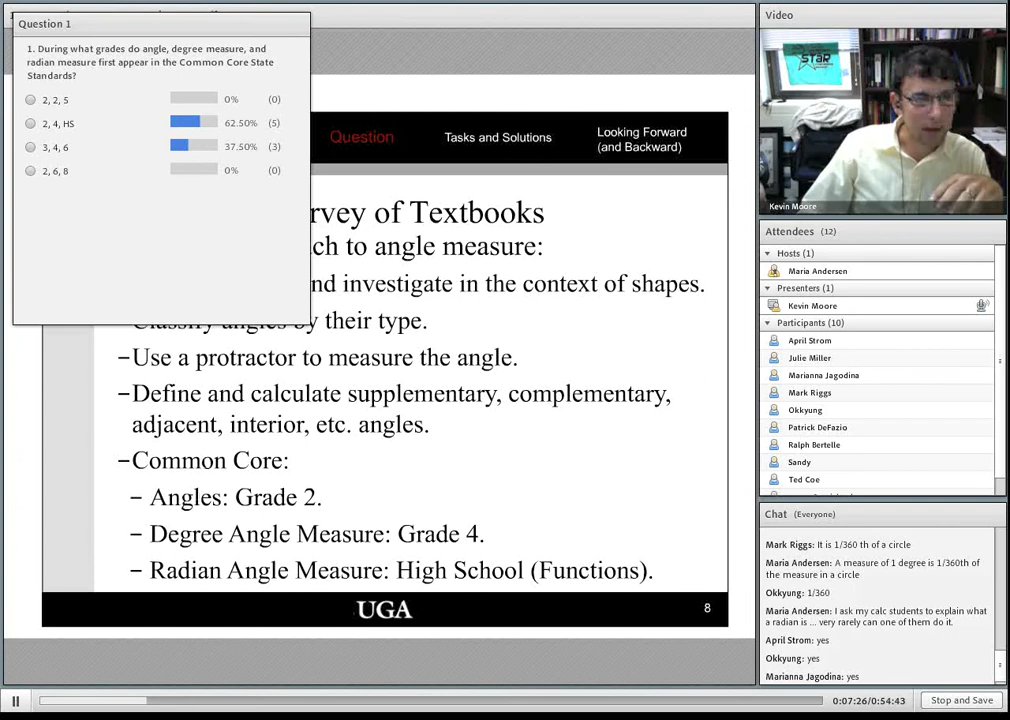 Question 1
1. During what grades do angle, degree measure, and
radian measure first appear in the Common Core State
Standards?
2, 2, 5 0% (0)
2, 4, HS 62.50% (5)
3, 4, 6 37.50% (3)
2, 6, 8 0% (0)
Question
Tasks and Solutions
Looking Forward
(and Backward)
rvey of Textbooks
ch to angle measure:
nd investigate in the context of shapes.
Classify angles by their type.
–Use a protractor to measure the angle.
–Define and calculate supplementary, complementary,
adjacent, interior, etc. angles.
–Common Core:
– Angles: Grade 2.
– Degree Angle Measure: Grade 4.
– Radian Angle Measure: High School (Functions).
UGA
8
Video
STaR
Kevin Moore
Attendees (12)
Hosts (1)
Maria Andersen
Presenters (1)
Kevin Moore
Participants (10)
April Strom
Julie Miller
Marianna Jagodina
Mark Riggs
Okkyung
Patrick DeFazio
Ralph Bertelle
Sandy
Ted Coe
Chat (Everyone)
Mark Riggs: It is 1/360 th of a circle
Maria Andersen: A measure of 1 degree is 1/360th of
the measure in a circle
Okkyung: 1/360
Maria Andersen: I ask my calc students to explain what
a radian is ... very rarely can one of them do it.
April Strom: yes
Okkyung: yes
Marianna Jagodina: yes
0:07:26/0:54:43
Stop and Save